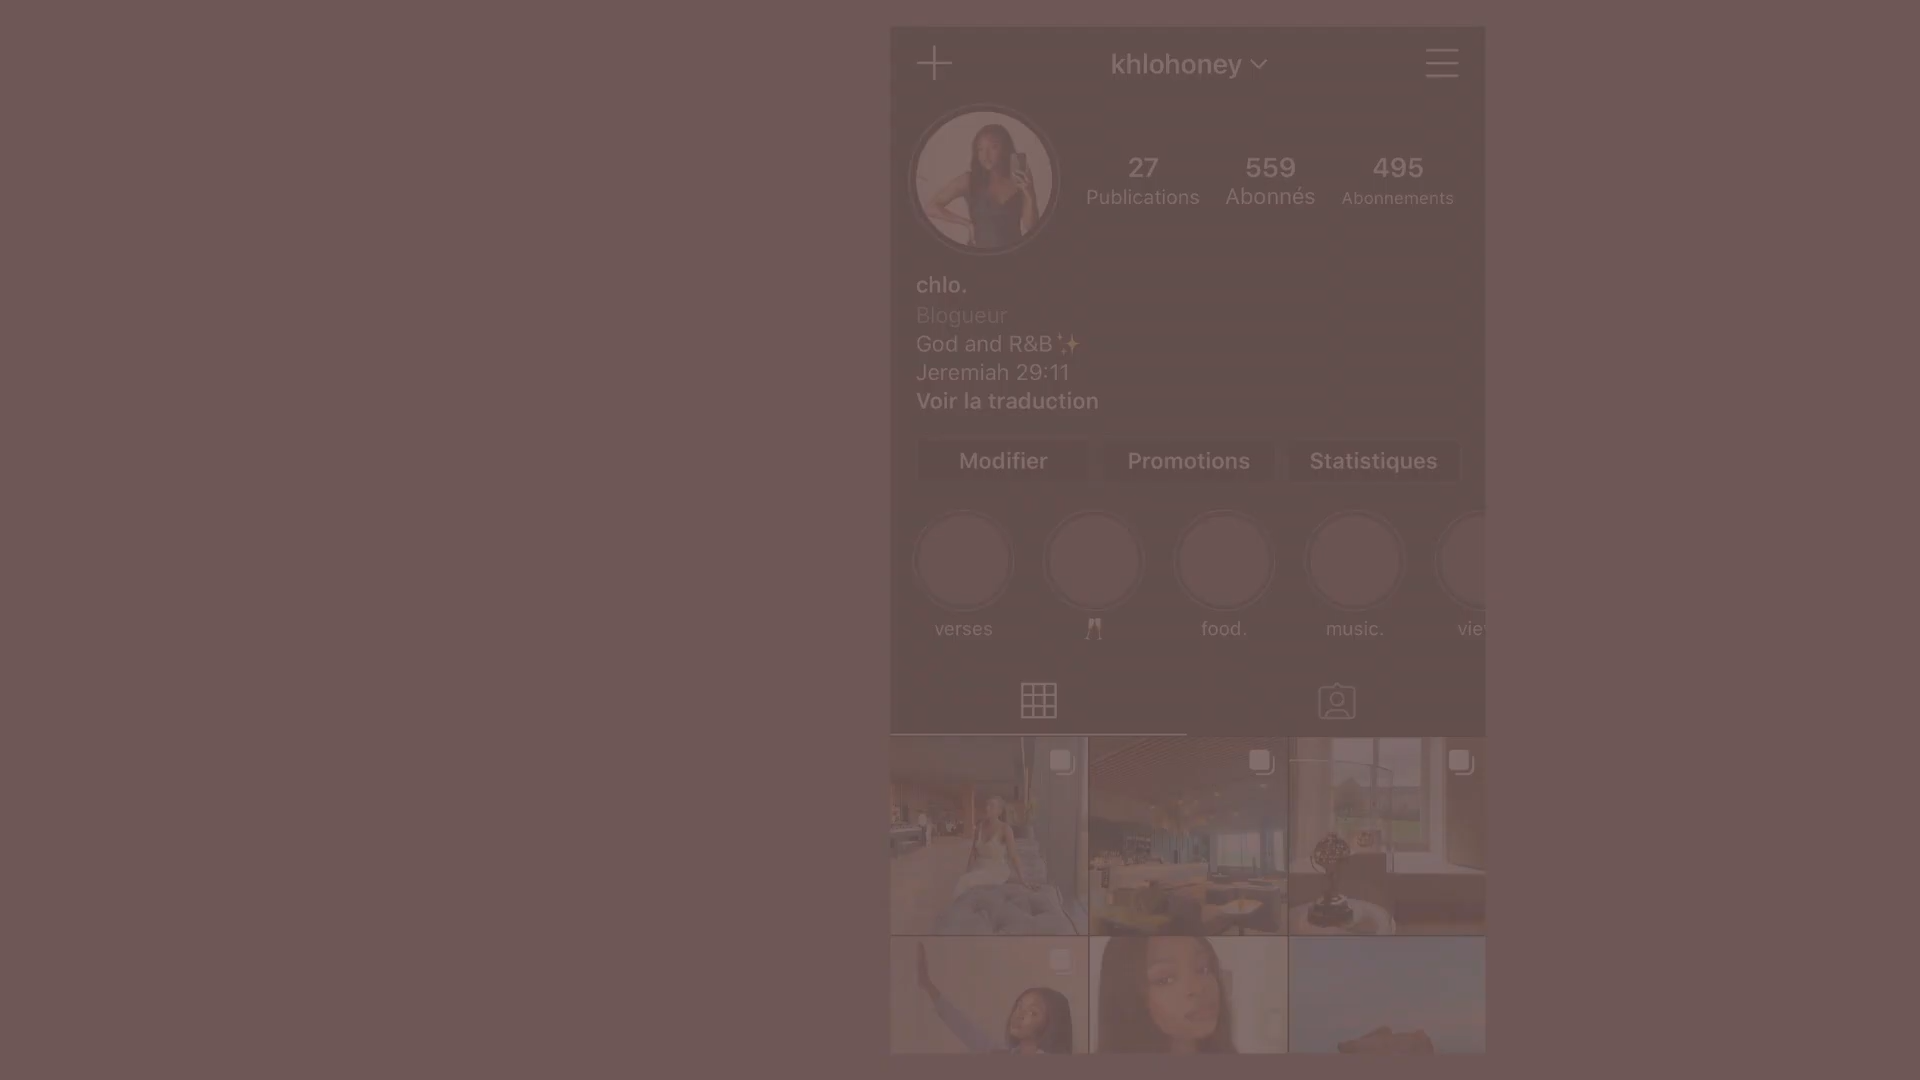 khlohoney
27 559 495
Publications Abonnés Abonnements
chlo.
Blogueur
God and R&B✨
Jeremiah 29:11
Voir la traduction
Modifier Promotions Statistiques
verses 🥂 food. music. vie